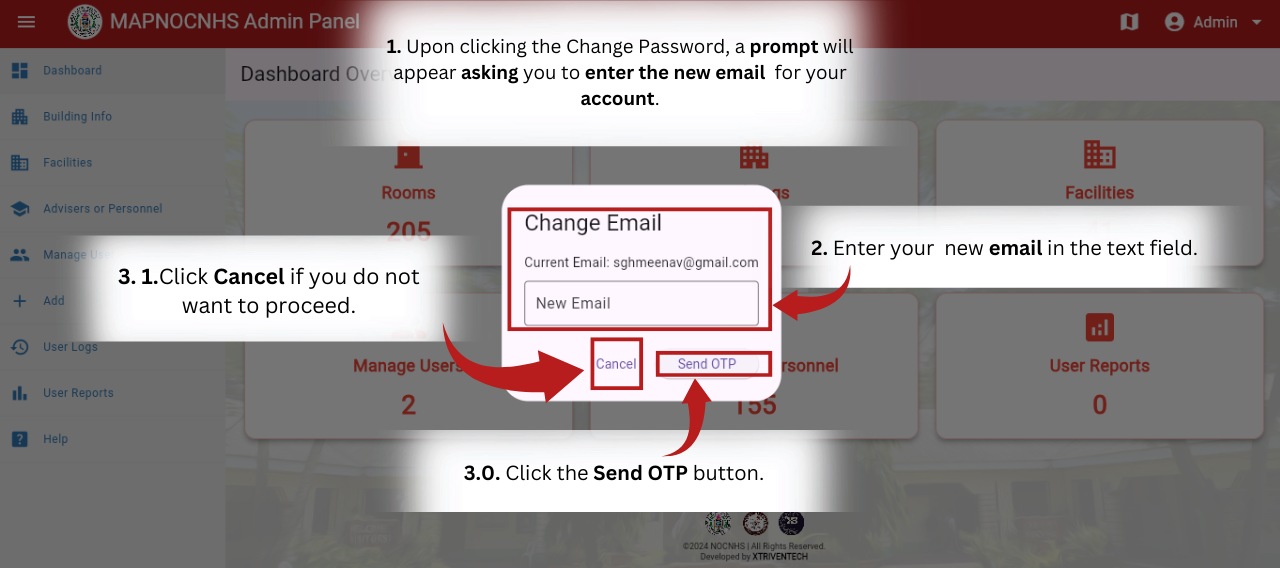 MAPNOCNHS Admin Panel
Admin
1. Upon clicking the Change Password, a prompt will
appear asking you to enter the new email for your
account.
Dashboard
Dashboard Ove
Building Info
Facilities
Advisers or Personnel
Manage Us
Add
User Logs
User Reports
Help
Rooms
205
gs
Facilities
Change Email
Current Email: sghmeenav@gmail.com
New Email
Cancel
Send OTP
2. Enter your new email in the text field.
3. 1.Click Cancel if you do not
want to proceed.
Manage Users
2
rsonnel
155
User Reports
0
3.0. Click the Send OTP button.
©2024 NOCNHS | All Rights Reserved.
Developed by XTRIVENTECH